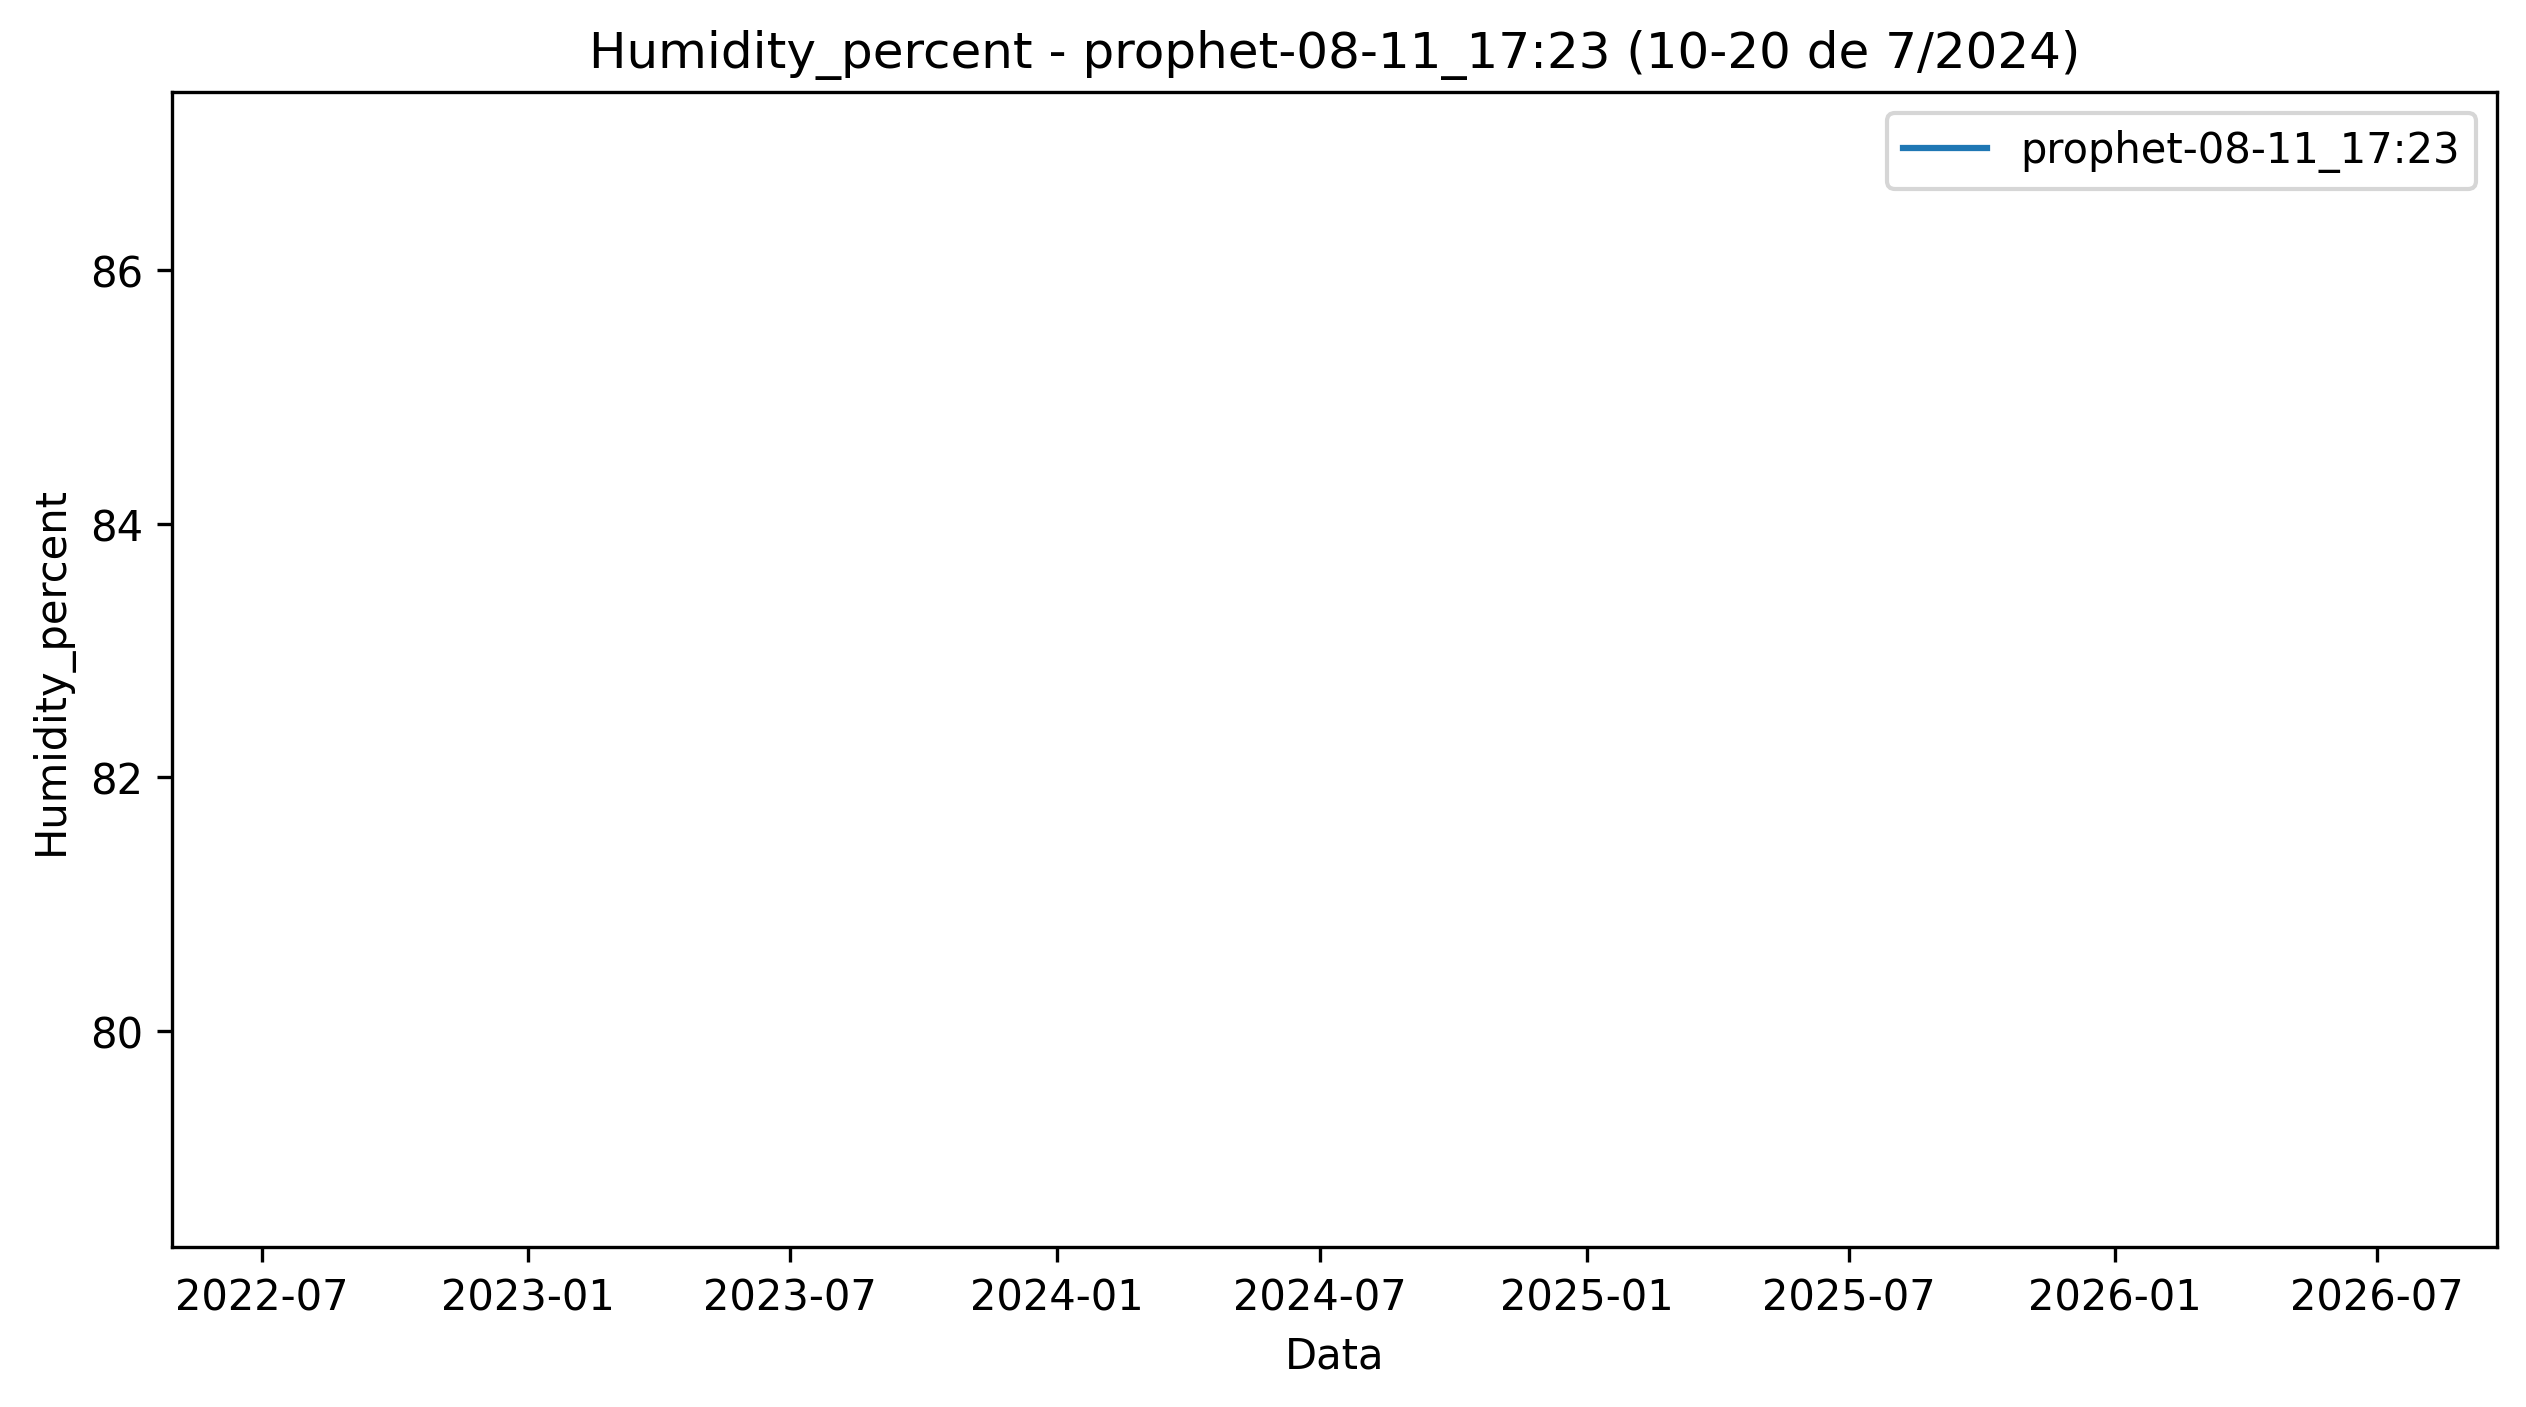 Humidity_percent - prophet-08-11_17:23 (10-20 de 7/2024)
prophet-08-11_17:23
Humidity_percent
86
84
82
80
2022-07 2023-01 2023-07 2024-01 2024-07 2025-01 2025-07 2026-01 2026-07
Data